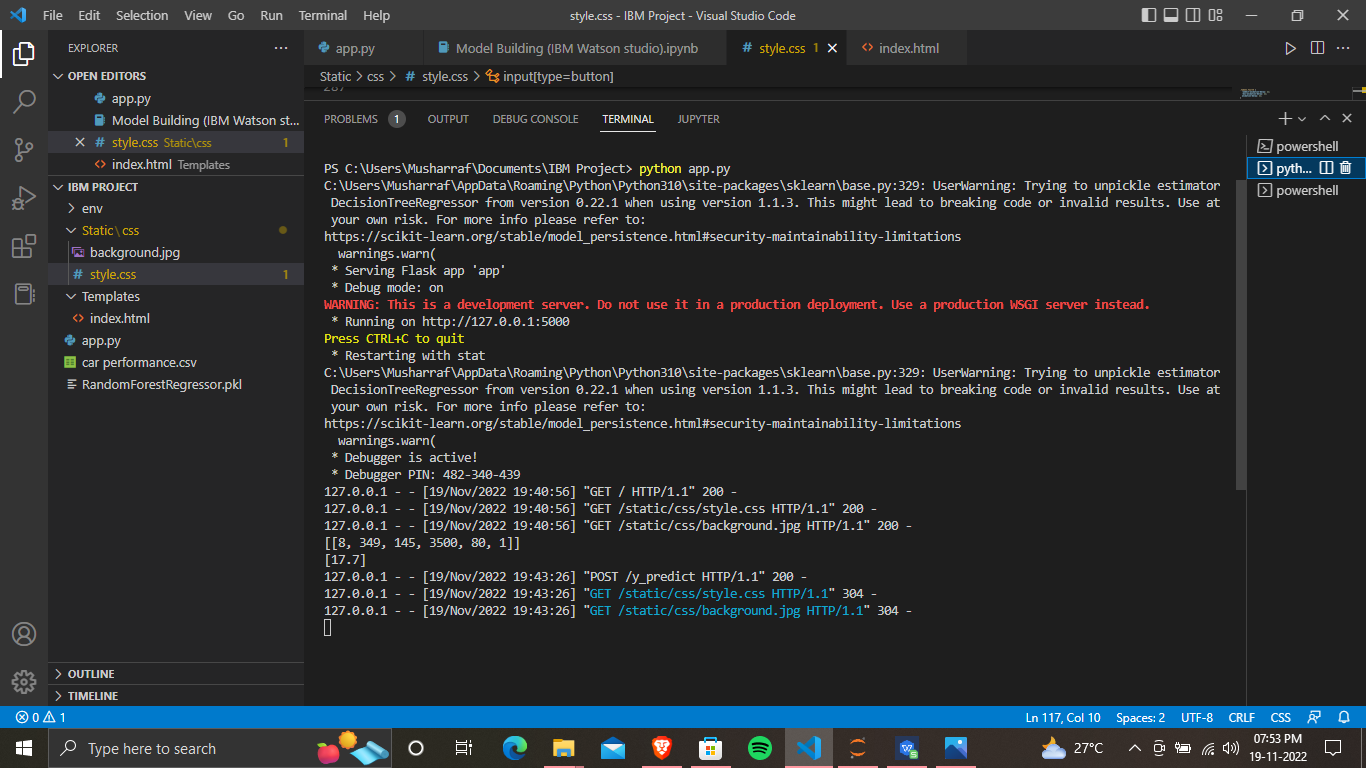 File Edit Selection View Go Run Terminal Help
style.css - IBM Project - Visual Studio Code
EXPLORER
OPEN EDITORS
app.py
Model Building (IBM Watson st...
style.css Static\css 1
index.html Templates
IBM PROJECT
env
Static \ css
background.jpg
style.css 1
Templates
index.html
app.py
car performance.csv
RandomForestRegressor.pkl
OUTLINE
TIMELINE
app.py
Model Building (IBM Watson studio).ipynb
style.css 1
index.html
Static > css > # style.css > input[type=button]
287
PROBLEMS 1 OUTPUT DEBUG CONSOLE TERMINAL JUPYTER
PS C:\Users\Musharraf\Documents\IBM Project> python app.py
C:\Users\Musharraf\AppData\Roaming\Python\Python310\site-packages\sklearn\base.py:329: UserWarning: Trying to unpickle estimator
DecisionTreeRegressor from version 0.22.1 when using version 1.1.3. This might lead to breaking code or invalid results. Use at
your own risk. For more info please refer to:
https://scikit-learn.org/stable/model_persistence.html#security-maintainability-limitations
warnings.warn(
* Serving Flask app 'app'
* Debug mode: on
WARNING: This is a development server. Do not use it in a production deployment. Use a production WSGI server instead.
* Running on http://127.0.0.1:5000
Press CTRL+C to quit
* Restarting with stat
C:\Users\Musharraf\AppData\Roaming\Python\Python310\site-packages\sklearn\base.py:329: UserWarning: Trying to unpickle estimator
DecisionTreeRegressor from version 0.22.1 when using version 1.1.3. This might lead to breaking code or invalid results. Use at
your own risk. For more info please refer to:
https://scikit-learn.org/stable/model_persistence.html#security-maintainability-limitations
warnings.warn(
* Debugger is active!
* Debugger PIN: 482-340-439
127.0.0.1 - - [19/Nov/2022 19:40:56] "GET / HTTP/1.1" 200 -
127.0.0.1 - - [19/Nov/2022 19:40:56] "GET /static/css/style.css HTTP/1.1" 200 -
127.0.0.1 - - [19/Nov/2022 19:40:56] "GET /static/css/background.jpg HTTP/1.1" 200 -
[[8, 349, 145, 3500, 80, 1]]
[17.7]
127.0.0.1 - - [19/Nov/2022 19:43:26] "POST /y_predict HTTP/1.1" 200 -
127.0.0.1 - - [19/Nov/2022 19:43:26] "GET /static/css/style.css HTTP/1.1" 304 -
127.0.0.1 - - [19/Nov/2022 19:43:26] "GET /static/css/background.jpg HTTP/1.1" 304 -
powershell
pyth...
powershell
0 1
Ln 117, Col 10 Spaces: 2 UTF-8 CRLF CSS
Type here to search
27°C
07:53 PM
19-11-2022